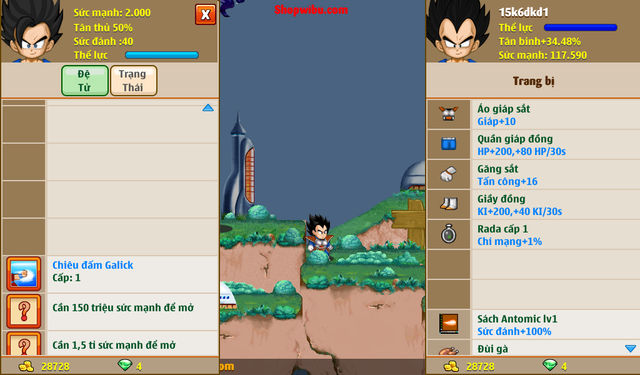 Sức mạnh: 2.000
Tân thủ 50%
Sức đánh :40
Thể lực
X
Đệ
Tử
Trạng
Thái
Chiêu đấm Galick
Cấp: 1
?
Cần 150 triệu sức mạnh để mở
?
Cần 1,5 tỉ sức mạnh để mở
28728
4
Shopwibu.com
om
15k6dkd1
Thể lực
Tân binh+34.48%
Sức mạnh: 117.590
Trang bị
Áo giáp sắt
Giáp+10
Quần giáp đồng
HP+200,+80 HP/30s
Găng sắt
Tấn công+16
Giầy đồng
KI+200,+40 KI/30s
Rada cấp 1
Chí mạng+1%
Sách Antomic lv1
Sức đánh+100%
Đùi gà
28728
4